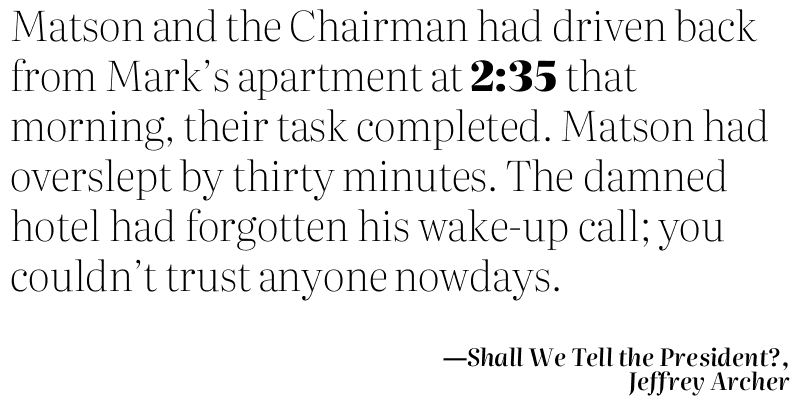 Matson and the Chairman had driven back
from Mark’s apartment at 2:35 that
morning, their task completed. Matson had
overslept by thirty minutes. The damned
hotel had forgotten his wake-up call; you
couldn’t trust anyone nowdays.
—Shall We Tell the President?,
Jeffrey Archer